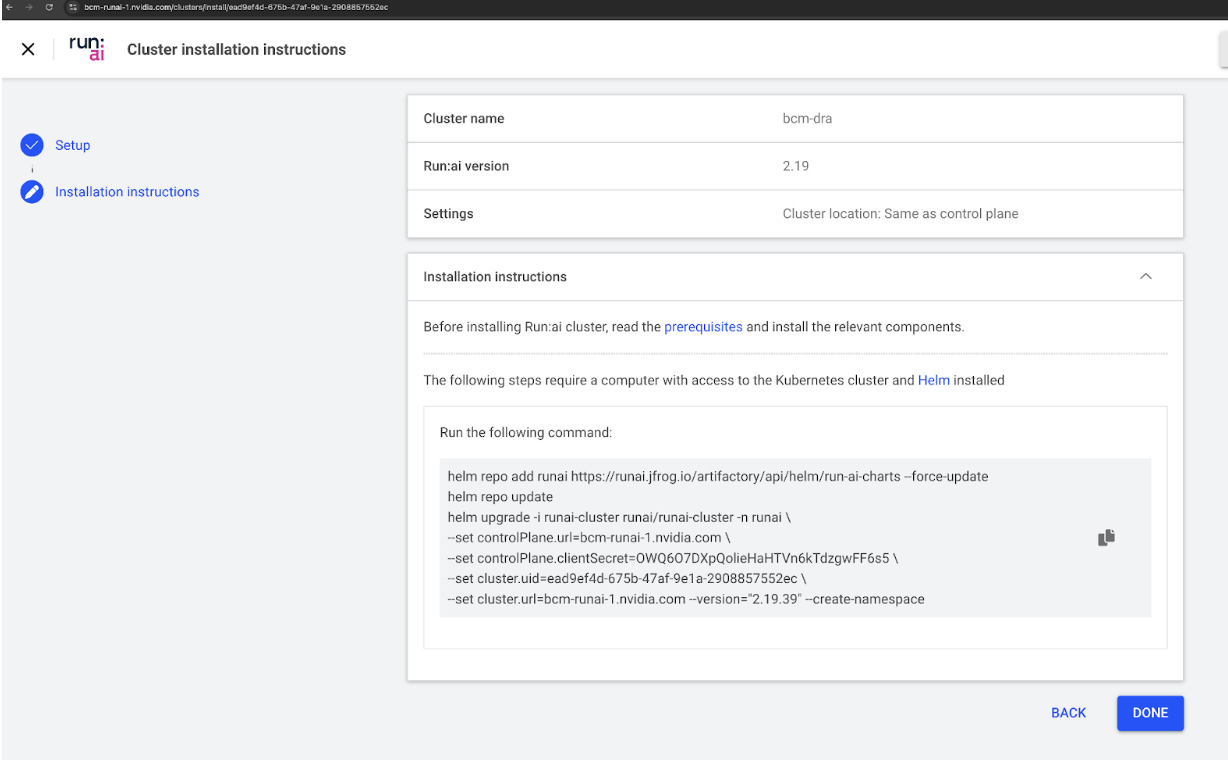 bcm-runai-1.nvidia.com/clusters/install/ead9ef4d-675b-47af-9e1a-2908857552ec
run:
ai
Cluster installation instructions
Setup
Installation instructions
Cluster name bcm-dra
Run:ai version 2.19
Settings Cluster location: Same as control plane
Installation instructions
Before installing Run:ai cluster, read the prerequisites and install the relevant components.
The following steps require a computer with access to the Kubernetes cluster and Helm installed
Run the following command:
helm repo add runai https://runai.jfrog.io/artifactory/api/helm/run-ai-charts --force-update
helm repo update
helm upgrade -i runai-cluster runai/runai-cluster -n runai \
--set controlPlane.url=bcm-runai-1.nvidia.com \
--set controlPlane.clientSecret=OWQ6O7DXpQolieHaHTVn6kTdzgwFF6s5 \
--set cluster.uid=ead9ef4d-675b-47af-9e1a-2908857552ec \
--set cluster.url=bcm-runai-1.nvidia.com --version="2.19.39" --create-namespace
BACK
DONE